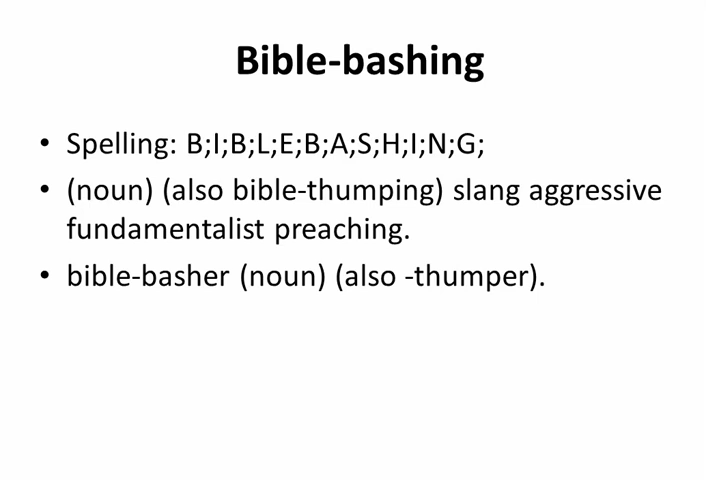 Bible-bashing
• Spelling: B;I;B;L;E;B;A;S;H;I;N;G;
• (noun) (also bible-thumping) slang aggressive
fundamentalist preaching.
• bible-basher (noun) (also -thumper).